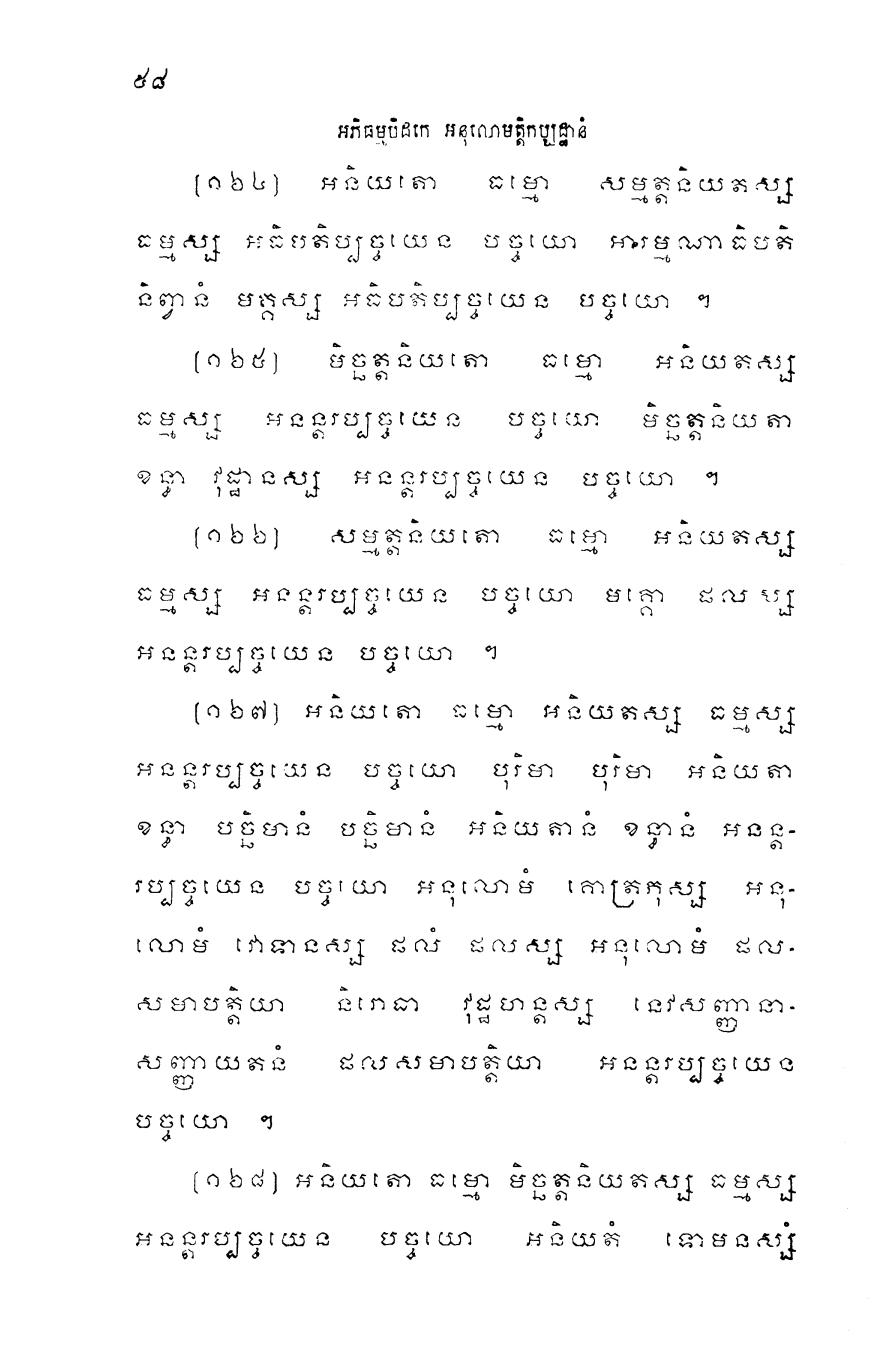 ៥៨
អភិធម្មបិដកេ អនុលោមត្តិកប្បដ្ឋានំ
[១៦៤] អនិយតោ ធម្មោ សម្មត្តនិយតស្ស
ធម្មស្ស អធិបតិប្បច្ចយេន បច្ចយោ អារម្មណាធិបតិ
និព្វានំ មគ្គស្ស អធិបតិប្បច្ចយេន បច្ចយោ ។
[១៦៥] មិច្ឆត្តនិយតោ ធម្មោ អនិយតស្ស
ធម្មស្ស អនន្តរប្បច្ចយេន បច្ចយោ មិច្ឆត្តនិយតា
ខន្ធា វុដ្ឋានស្ស អនន្តរប្បច្ចយេន បច្ចយោ ។
[១៦៦] សម្មត្តនិយតោ ធម្មោ អនិយតស្ស
ធម្មស្ស អនន្តរប្បច្ចយេន បច្ចយោ មគ្គោ ផលស្ស
អនន្តរប្បច្ចយេន បច្ចយោ ។
[១៦៧] អនិយតោ ធម្មោ អនិយតស្ស ធម្មស្ស
អនន្តរប្បច្ចយេន បច្ចយោ បុរិមា បុរិមា អនិយតា
ខន្ធា បច្ឆិមានំ បច្ឆិមានំ អនិយតានំ ខន្ធានំ អនន្ត-
រប្បច្ចយេន បច្ចយោ អនុលោមំ គោត្រភុស្ស អនុ-
លោមំ វោទានស្ស ផលំ ផលស្ស អនុលោមំ ផល-
សមាបត្តិយា និរោធា វុដ្ឋហន្តស្ស នេវសញ្ញានា-
សញ្ញាយតនំ ផលសមាបត្តិយា អនន្តរប្បច្ចយេន
បច្ចយោ ។
[១៦៨] អនិយតោ ធម្មោ មិច្ឆត្តនិយតស្ស ធម្មស្ស
អនន្តរប្បច្ចយេន បច្ចយោ អនិយតំ ទោមនស្សំ